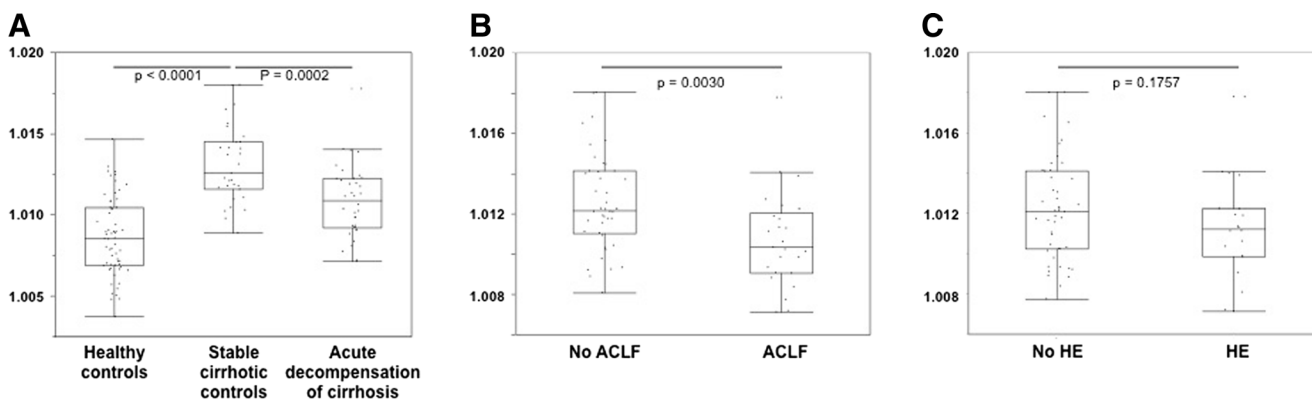 A
1.020
1.015
1.010
1.005
p < 0.0001
P = 0.0002
Healthy
controls
Stable
cirrhotic
controls
Acute
decompensation
of cirrhosis
B
1.020
1.016
1.012
1.008
p = 0.0030
No ACLF
ACLF
C
1.020
1.016
1.012
1.008
p = 0.1757
No HE
HE